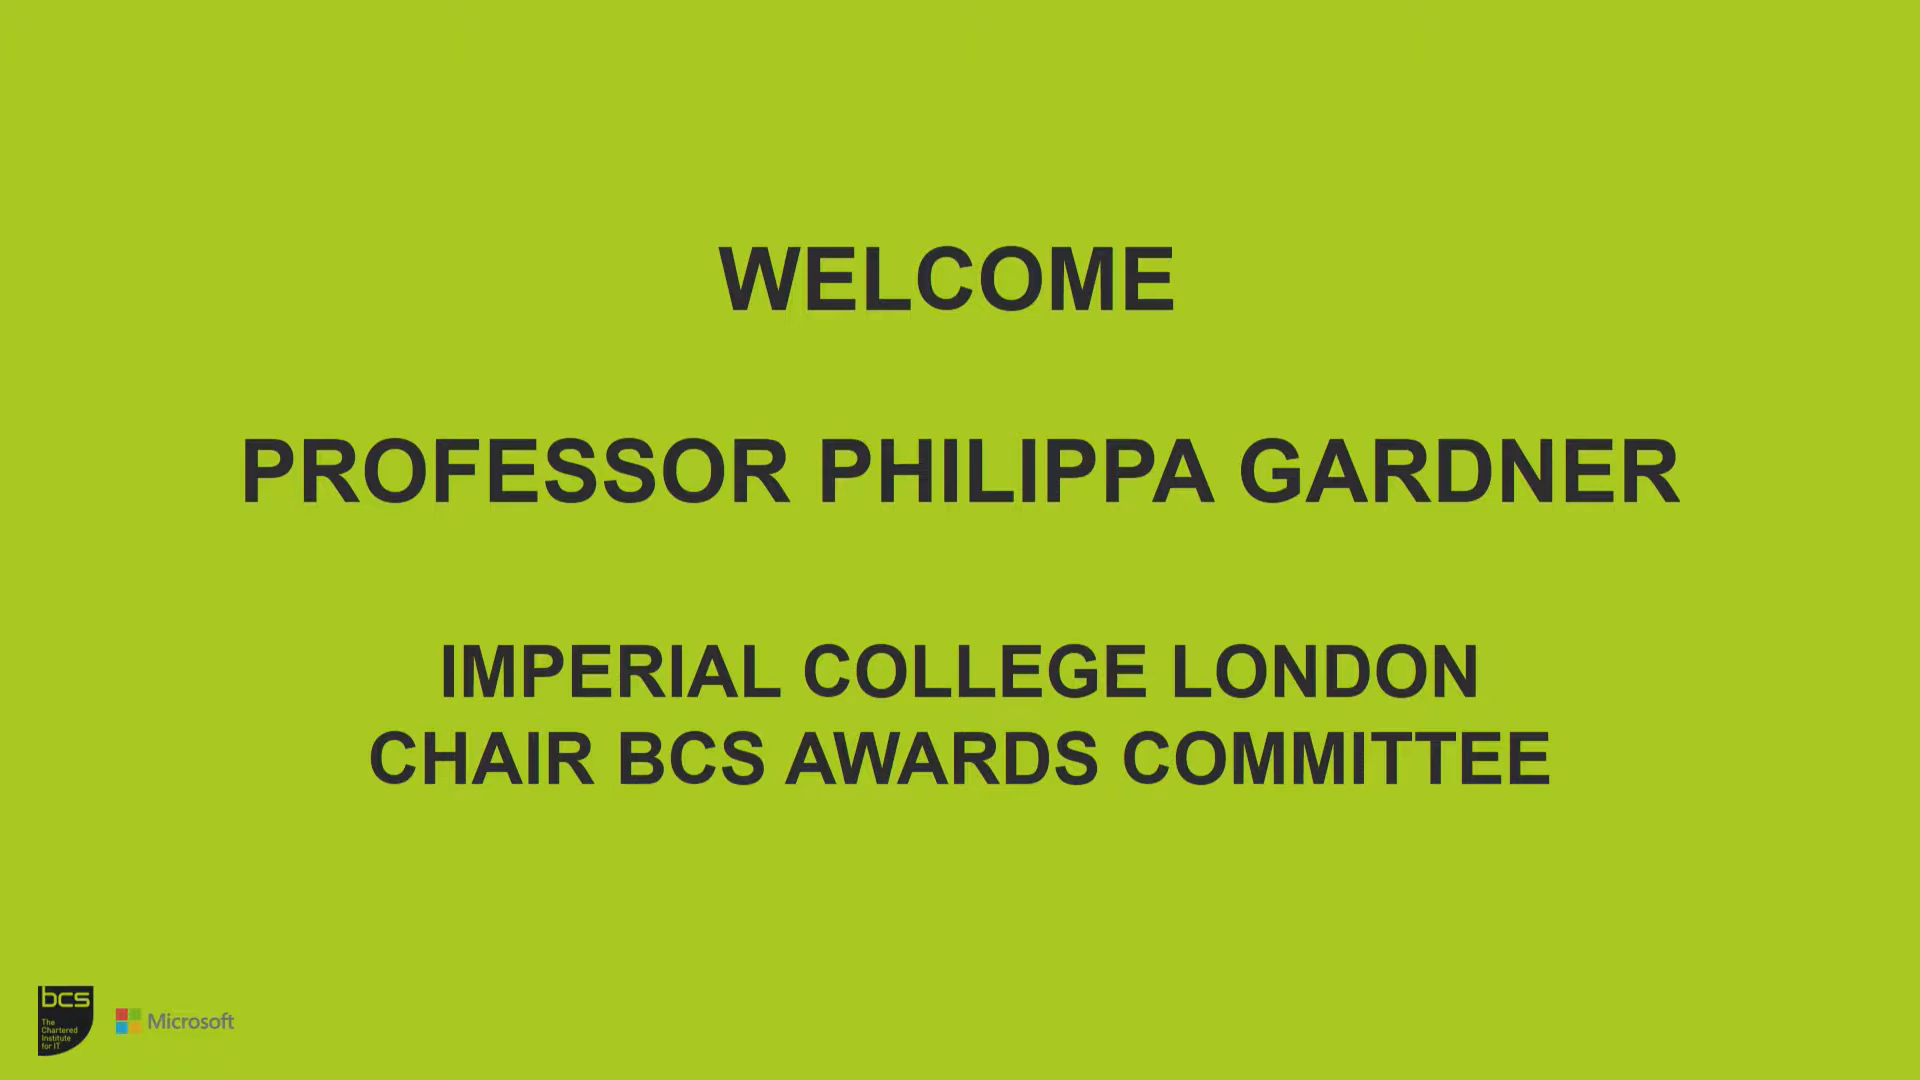 WELCOME
PROFESSOR PHILIPPA GARDNER
IMPERIAL COLLEGE LONDON
CHAIR BCS AWARDS COMMITTEE
bcs
The
Chartered
Institute
for IT
Microsoft